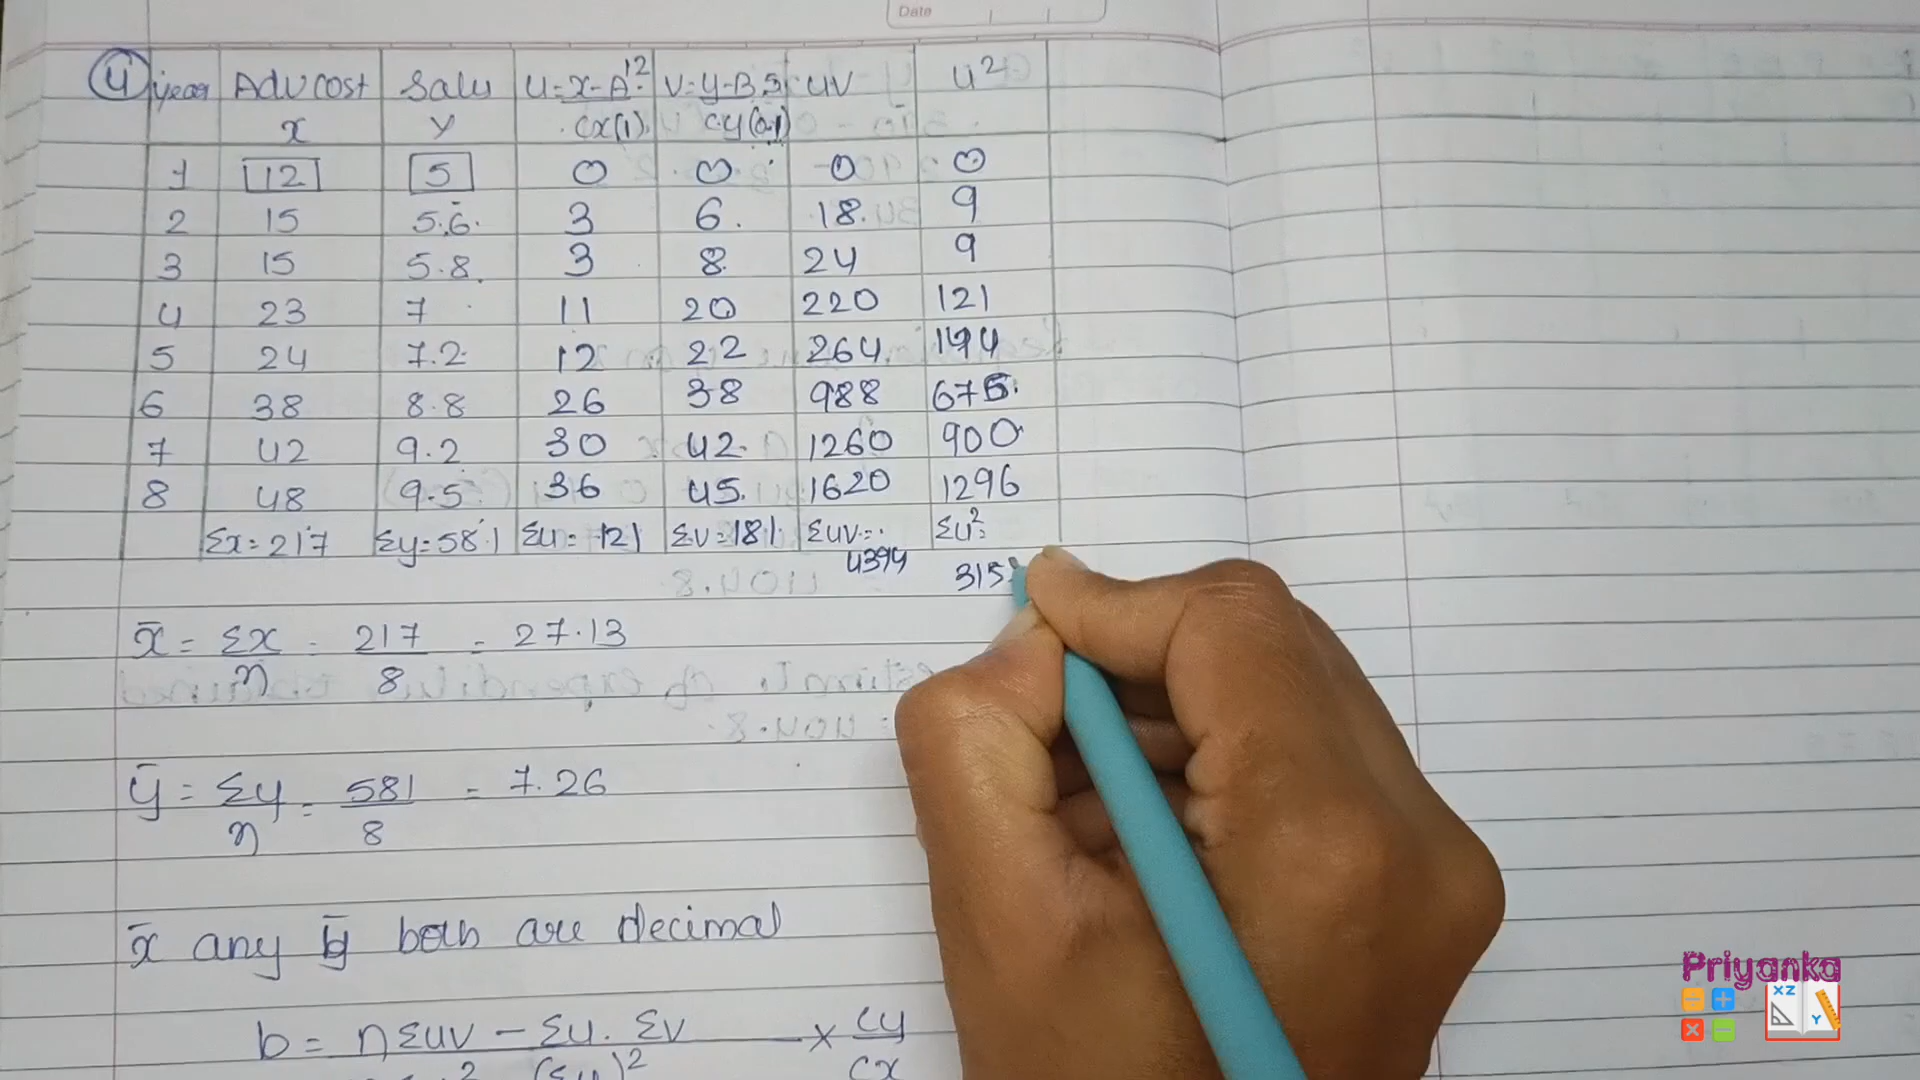 Date
4 year Adv cost Sales U=x-A 12 V=y-B 5 UV U²
x y Cx(1) Cy(0.1)
1 12 5 0 0 0 0
2 15 5.6 3 6 18 9
3 15 5.8 3 8 24 9
4 23 7 11 20 220 121
5 24 7.2 12 22 264 144
6 38 8.8 26 38 988 676
7 42 9.2 30 42 1260 900
8 48 9.5 36 45 1620 1296
Σx=217 Σy=58.1 Σu=121 Σv=181 Σuv= Σu²=
4394 315
x̄ = Σx/n = 217/8 = 27.13
ȳ = Σy/n = 581/8 = 7.26
x̄ any ȳ both are decimal
b = nΣuv - Σu. Σv × Cy
(Σu)² Cx
Priyanka
XZ
Y